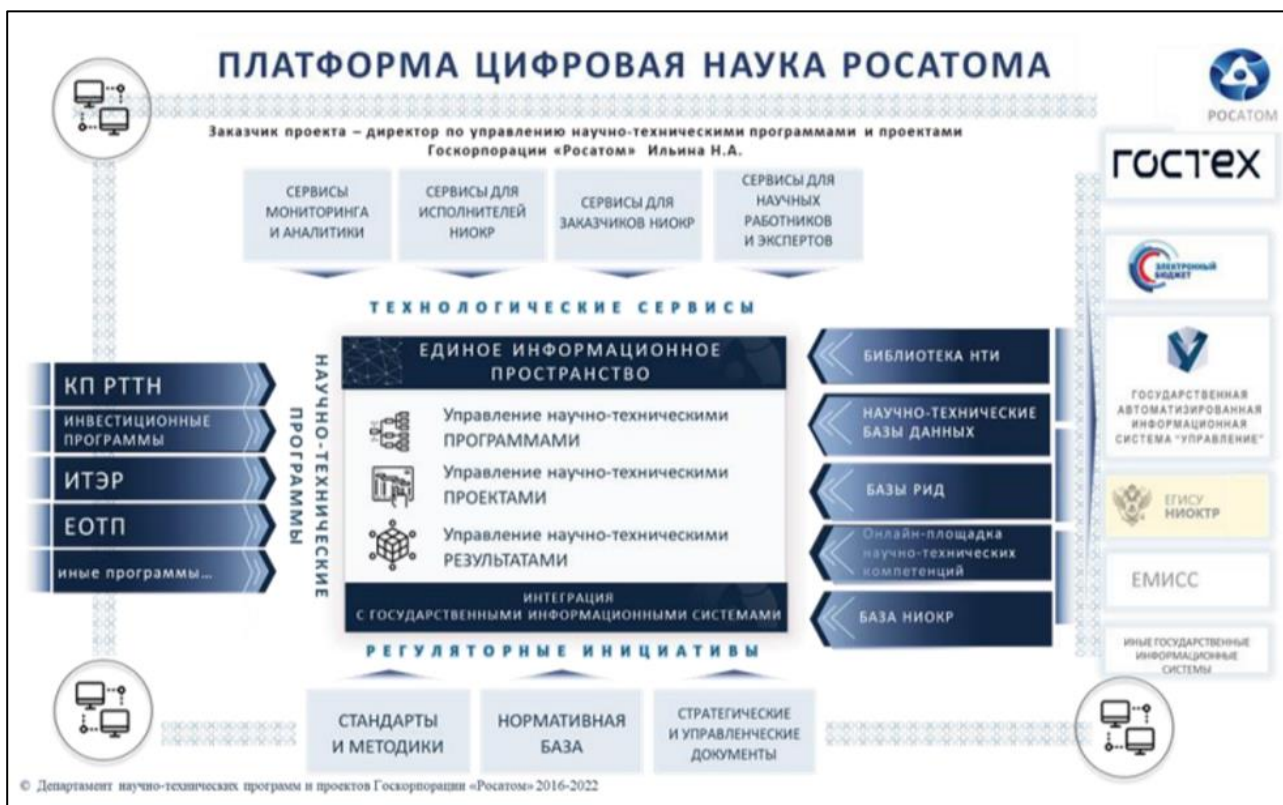 ПЛАТФОРМА ЦИФРОВАЯ НАУКА РОСАТОМА
РОСАТОМ
Заказчик проекта – директор по управлению научно-техническими программами и проектами
Госкорпорации «Росатом» Ильина Н.А.
СЕРВИСЫ
МОНИТОРИНГА
И АНАЛИТИКИ
СЕРВИСЫ ДЛЯ
ИСПОЛНИТЕЛЕЙ
НИОКР
СЕРВИСЫ ДЛЯ
ЗАКАЗЧИКОВ НИОКР
СЕРВИСЫ ДЛЯ
НАУЧНЫХ
РАБОТНИКОВ
И ЭКСПЕРТОВ
ТЕХНОЛОГИЧЕСКИЕ СЕРВИСЫ
КП РТТН
ИНВЕСТИЦИОННЫЕ
ПРОГРАММЫ
ИТЭР
ЕОТП
иные программы...
НАУЧНО-ТЕХНИЧЕСКИЕ
ПРОГРАММЫ
ЕДИНОЕ ИНФОРМАЦИОННОЕ
ПРОСТРАНСТВО
Управление научно-техническими
ПРОГРАММАМИ
Управление научно-техническими
ПРОЕКТАМИ
Управление научно-техническими
РЕЗУЛЬТАТАМИ
ИНТЕГРАЦИЯ
С ГОСУДАРСТВЕННЫМИ ИНФОРМАЦИОННЫМИ СИСТЕМАМИ
БИБЛИОТЕКА НТИ
НАУЧНО-ТЕХНИЧЕСКИЕ
БАЗЫ ДАННЫХ
БАЗЫ РИД
Онлайн-площадка
научно-технических
компетенций
БАЗА НИОКР
ГОСТЕХ
ЭЛЕКТРОННЫЙ
БЮДЖЕТ
ГОСУДАРСТВЕННАЯ
АВТОМАТИЗИРОВАННАЯ
ИНФОРМАЦИОННАЯ
СИСТЕМА "УПРАВЛЕНИЕ"
ЕГИСУ
НИОКТР
ЕМИСС
ИНЫЕ ГОСУДАРСТВЕННЫЕ
ИНФОРМАЦИОННЫЕ
СИСТЕМЫ
РЕГУЛЯТОРНЫЕ ИНИЦИАТИВЫ
СТАНДАРТЫ
И МЕТОДИКИ
НОРМАТИВНАЯ
БАЗА
СТРАТЕГИЧЕСКИЕ
И УПРАВЛЕНЧЕСКИЕ
ДОКУМЕНТЫ
© Департамент научно-технических программ и проектов Госкорпорации «Росатом» 2016-2022